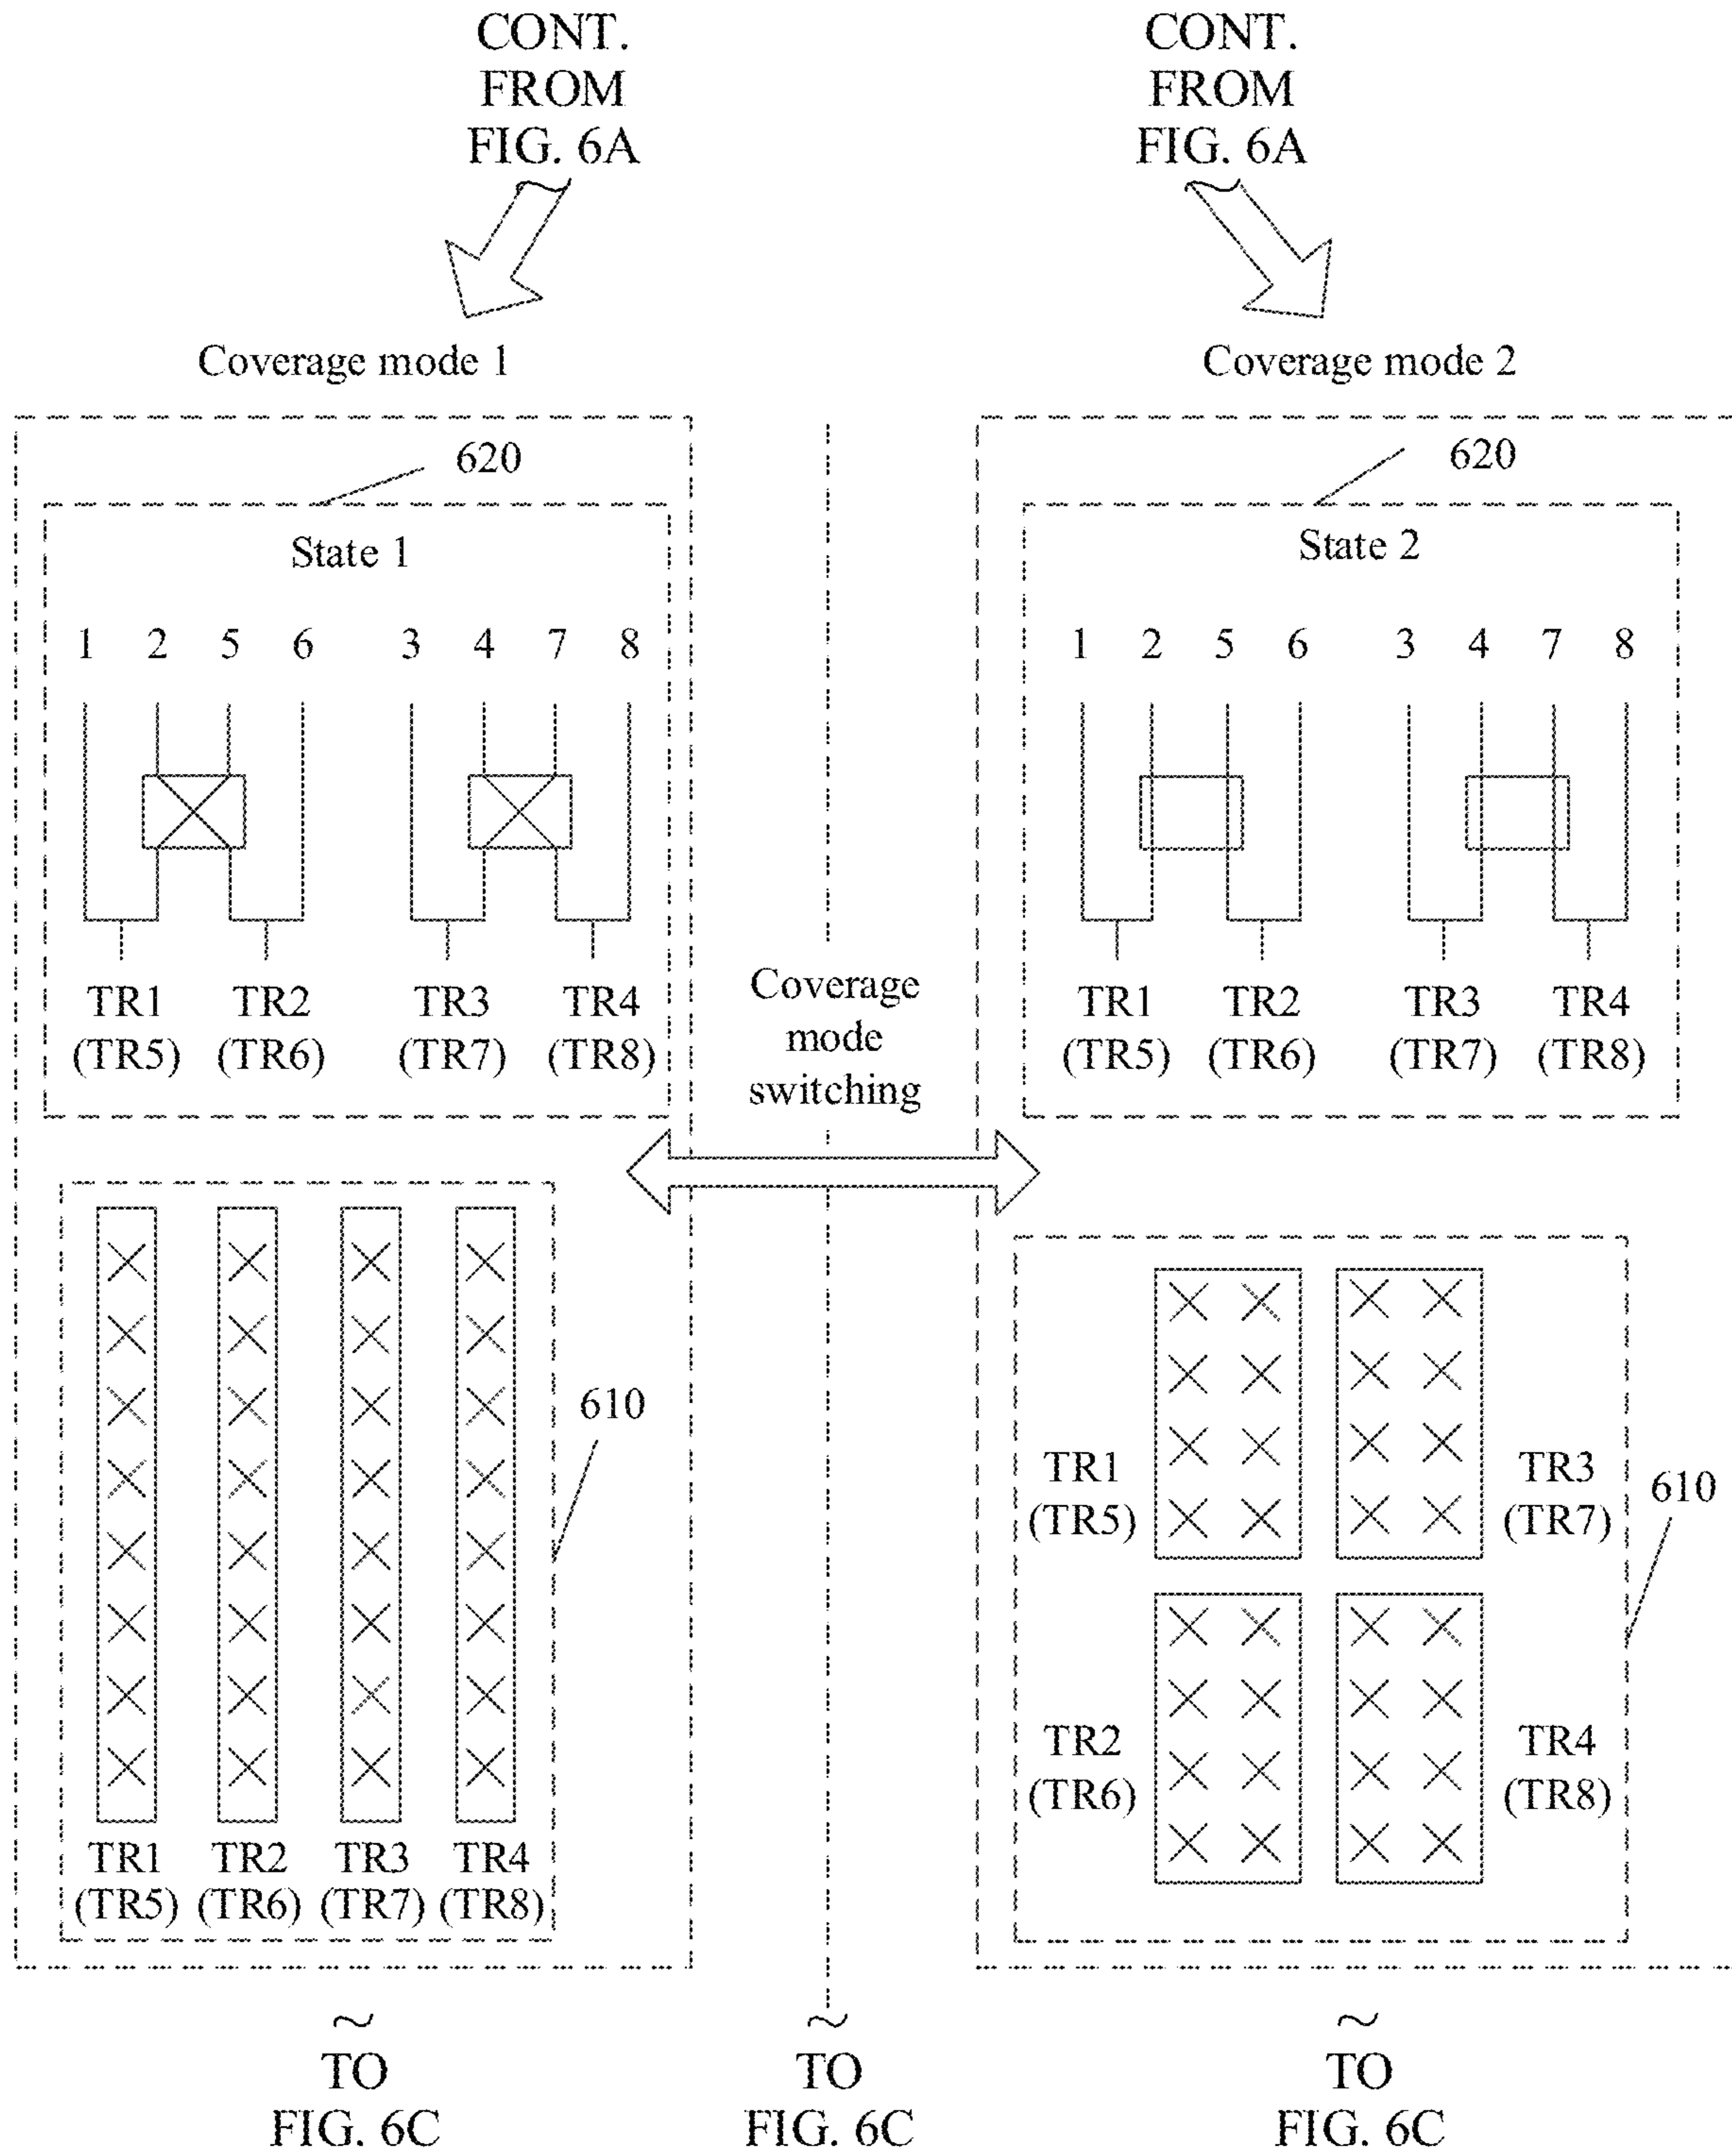 CONT.
FROM
FIG. 6A
CONT.
FROM
FIG. 6A
Coverage mode 1
Coverage mode 2
620
State 1
1 2 5 6 3 4 7 8
TR1 TR2 TR3 TR4
(TR5) (TR6) (TR7) (TR8)
620
State 2
1 2 5 6 3 4 7 8
TR1 TR2 TR3 TR4
(TR5) (TR6) (TR7) (TR8)
Coverage
mode
switching
610
TR1 TR2 TR3 TR4
(TR5) (TR6) (TR7) (TR8)
TR1
(TR5)
TR3
(TR7)
610
TR2
(TR6)
TR4
(TR8)
~
TO
FIG. 6C
~
TO
FIG. 6C
~
TO
FIG. 6C